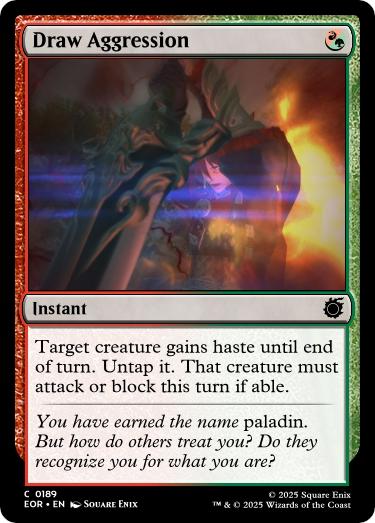 Draw Aggression
Instant
Target creature gains haste until end
of turn. Untap it. That creature must
attack or block this turn if able.
You have earned the name paladin.
But how do others treat you? Do they
recognize you for what you are?
C 0189
© 2025 Square Enix
EOR • EN Square Enix
™ & © 2025 Wizards of the Coast